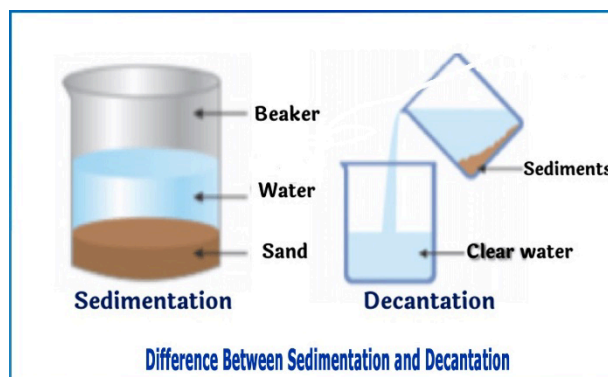 Beaker
Water
Sand
Sedimentation
Sediments
Clear water
Decantation
Difference Between Sedimentation and Decantation